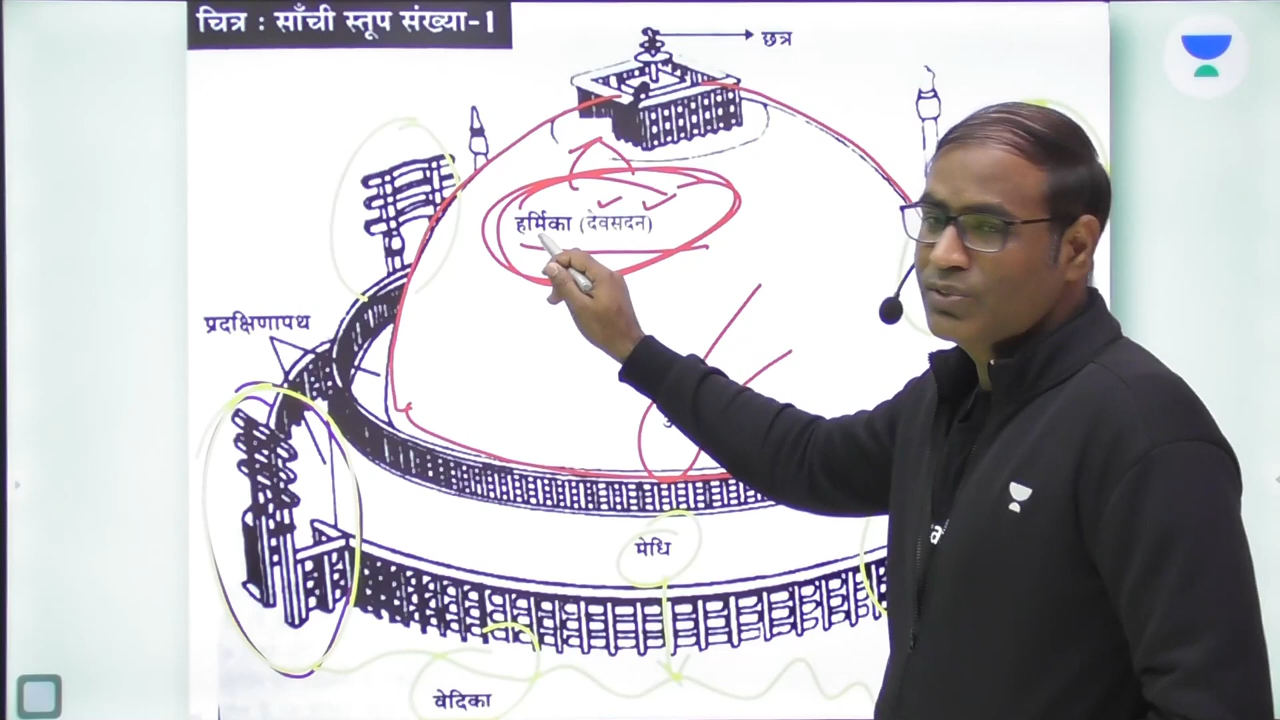 चित्र : साँची स्तूप संख्या-1
छत्र
हर्मिका (देवसदन)
प्रदक्षिणापथ
मेधि
वेदिका